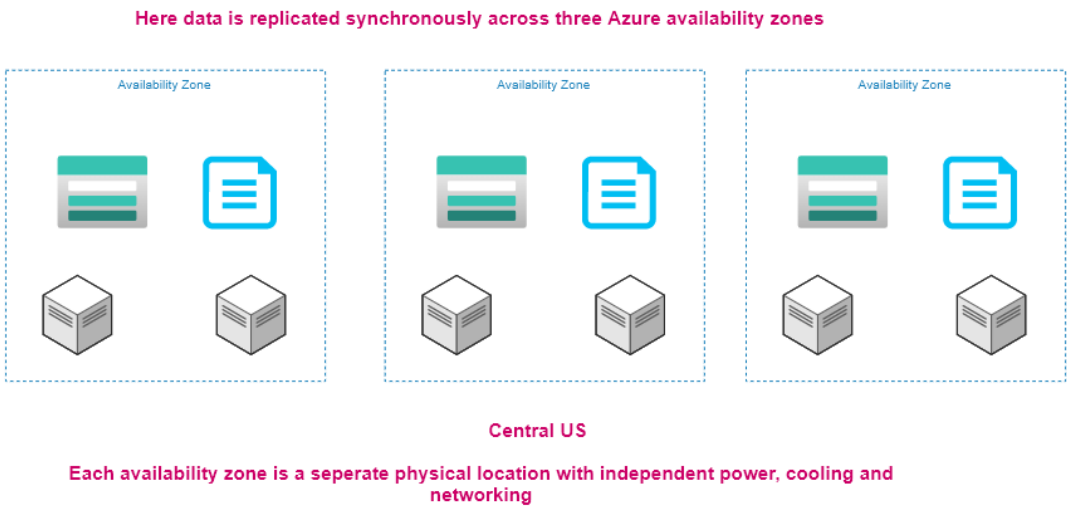 Here data is replicated synchronously across three Azure availability zones
Availability Zone
Availability Zone
Availability Zone
Central US
Each availability zone is a seperate physical location with independent power, cooling and
networking